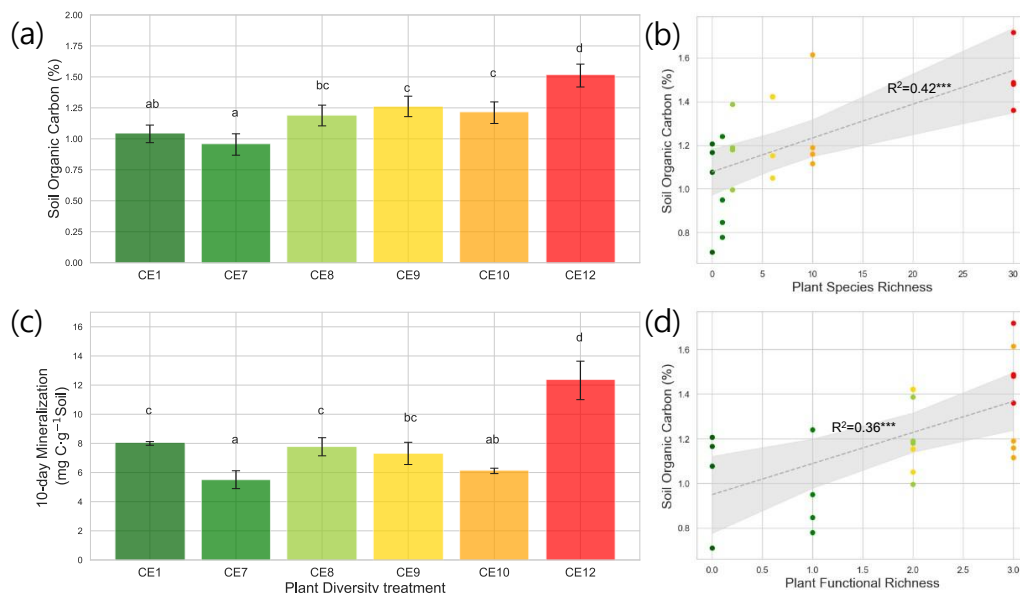 (a)
Soil Organic Carbon (%)
2.00
1.75
1.50
1.25
1.00
0.75
0.50
0.25
0.00
ab
a
bc
c
c
d
CE1 CE7 CE8 CE9 CE10 CE12
(b)
Soil Organic Carbon (%)
1.6
1.4
1.2
1.0
0.8
R²=0.42***
0 5 10 15 20 25 30
Plant Species Richness
(c)
10-day Mineralization
(mg C·g⁻¹Soil)
16
14
12
10
8
6
4
2
0
c
a
c
bc
ab
d
CE1 CE7 CE8 CE9 CE10 CE12
Plant Diversity treatment
(d)
Soil Organic Carbon (%)
1.6
1.4
1.2
1.0
0.8
R²=0.36***
0.0 0.5 1.0 1.5 2.0 2.5 3.0
Plant Functional Richness